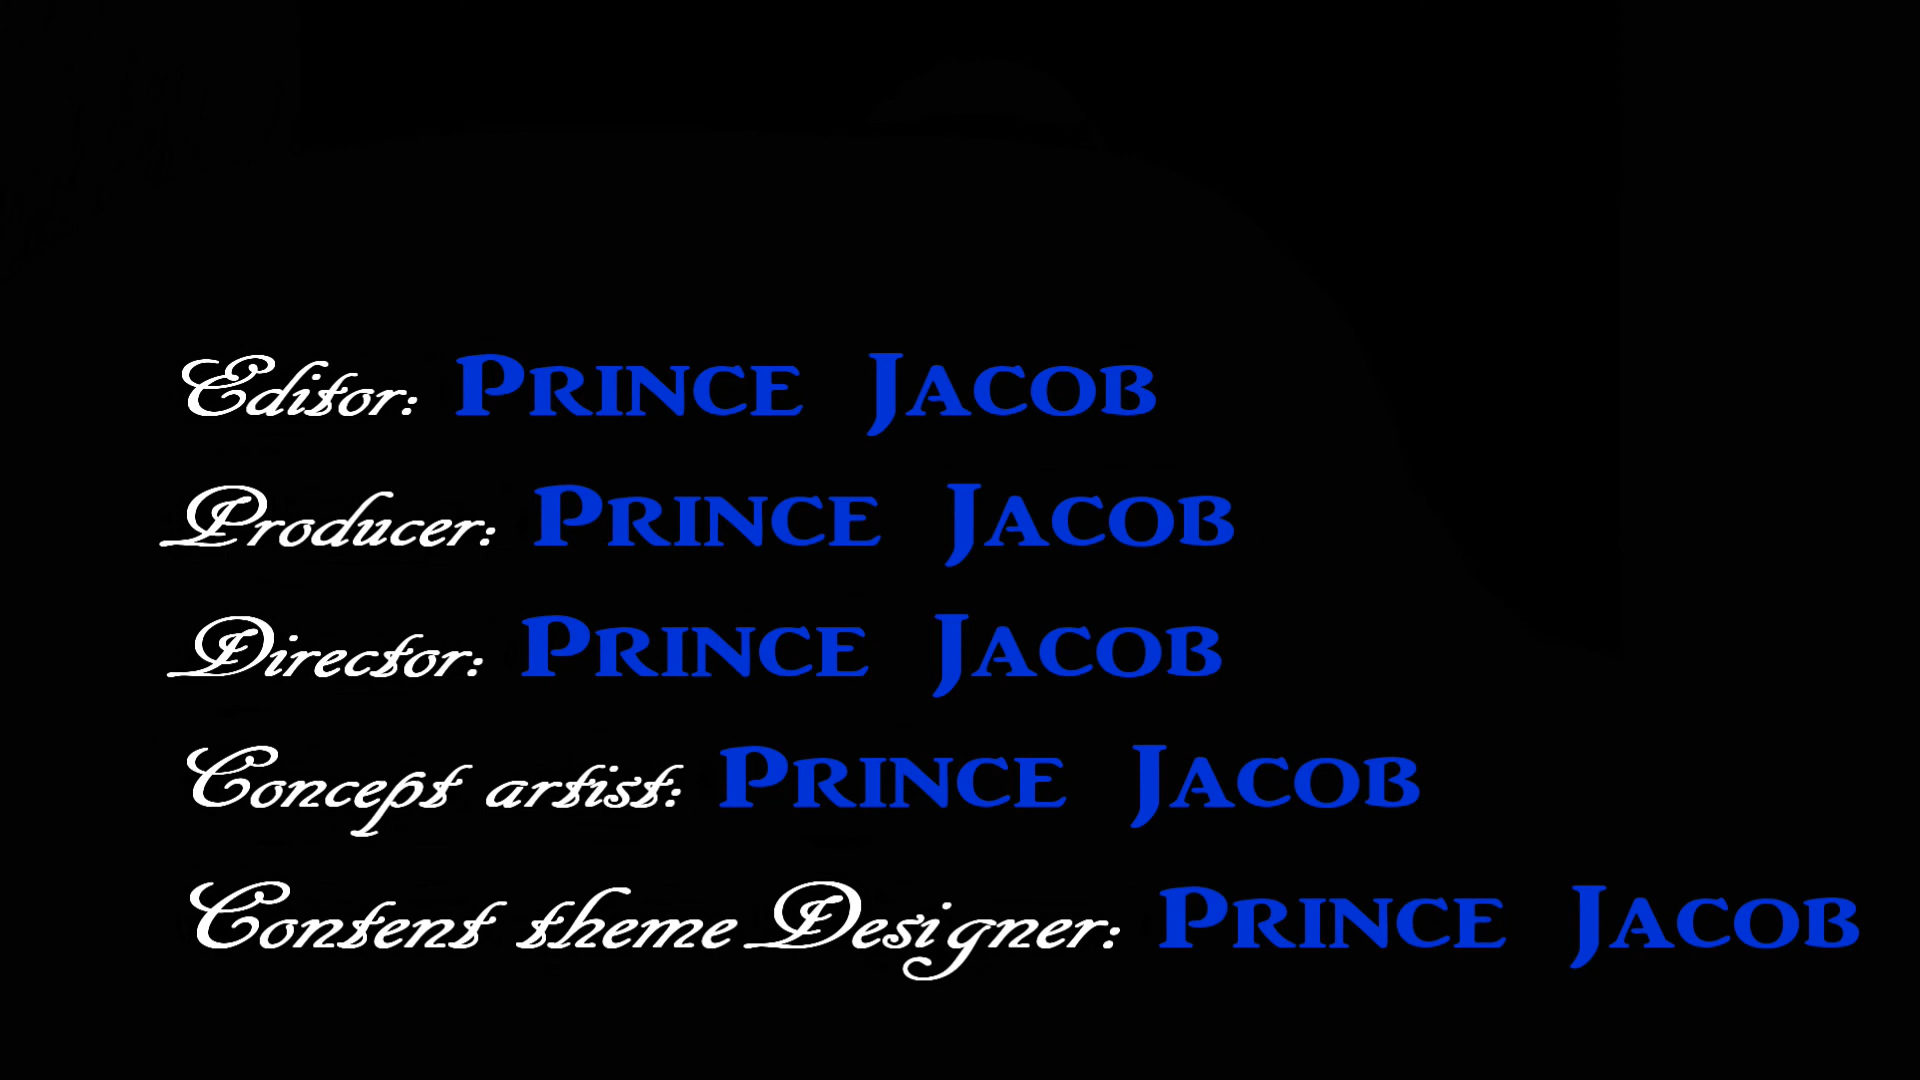 Editor: Prince Jacob
Producer: Prince Jacob
Director: Prince Jacob
Concept artist: Prince Jacob
Content theme Designer: Prince Jacob